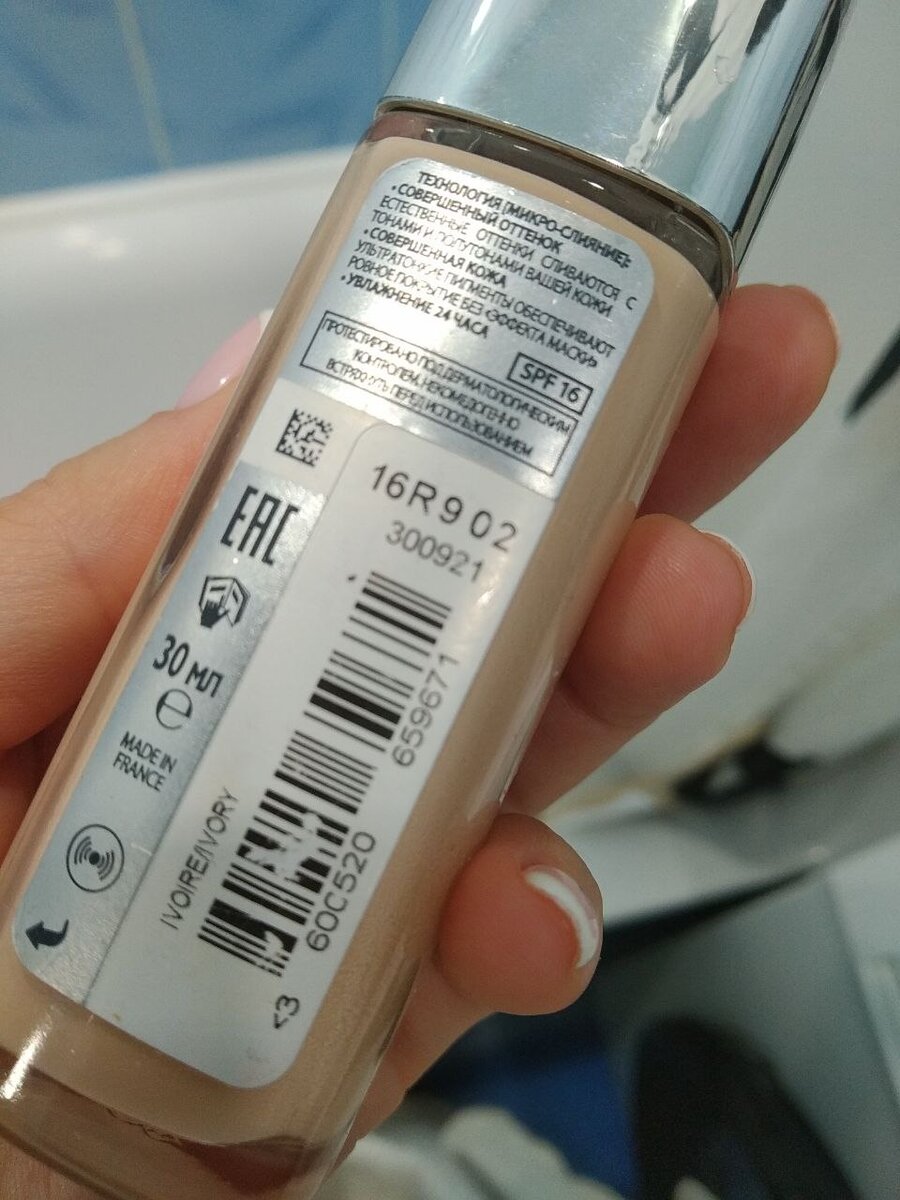 ТЕХНОЛОГИЯ [МИКРО-СЛИЯНИЕ]:
• СОВЕРШЕННЫЙ ОТТЕНОК
ЕСТЕСТВЕННЫЕ ОТТЕНКИ СЛИВАЮТСЯ С
ТОНАМИ И ПОЛУТОНАМИ ВАШЕЙ КОЖИ
• СОВЕРШЕННАЯ КОЖА
УЛЬТРАТОНКИЕ ПИГМЕНТЫ ОБЕСПЕЧИВАЮТ
РОВНОЕ ПОКРЫТИЕ БЕЗ «ЭФФЕКТА МАСКИ»
• УВЛАЖНЕНИЕ 24 ЧАСА
SPF 16
ПРОТЕСТИРОВАНО ПОД ДЕРМАТОЛОГИЧЕСКИМ
КОНТРОЛЕМ. НЕКОМЕДОГЕННО
ВСТРЯХНУТЬ ПЕРЕД ИСПОЛЬЗОВАНИЕМ
16R902
300921
EAC
30 мл
e
MADE IN
FRANCE
IVOIRE/IVORY
659671
60C520
<3